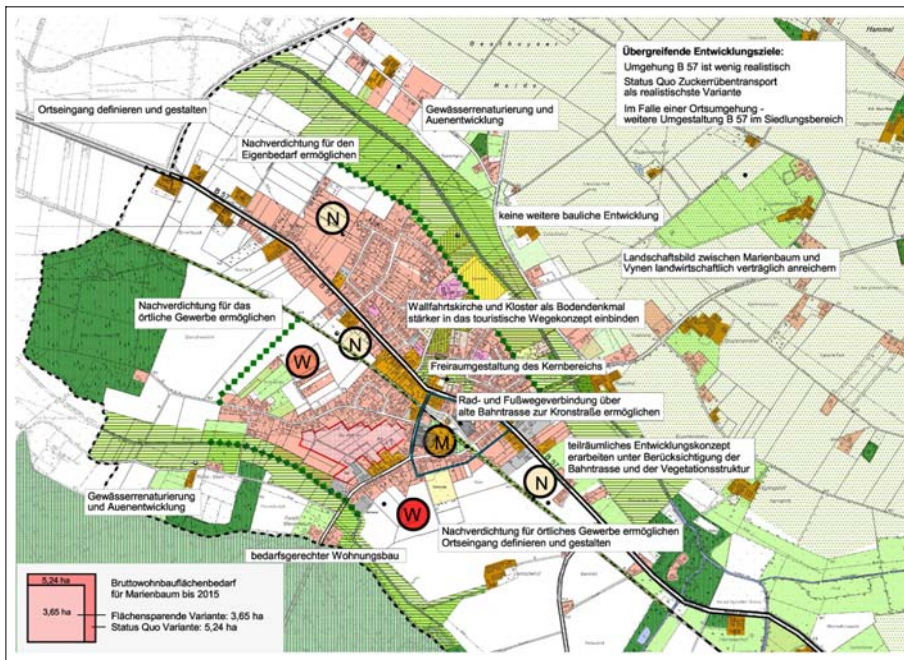 Übergreifende Entwicklungsziele:
Umgehung B 57 ist wenig realistisch
Status Quo Zuckerrübentransport
als realistischste Variante
Im Falle einer Ortsumgehung -
weitere Umgestaltung B 57 im Siedlungsbereich
Hammel
Ortseingang definieren und gestalten
Gewässerrenaturierung und
Auenentwicklung
Nachverdichtung für den
Eigenbedarf ermöglichen
B 57
N
keine weitere bauliche Entwicklung
Landschaftsbild zwischen Marienbaum und
Vynen landwirtschaftlich verträglich anreichern
Nachverdichtung für das
örtliche Gewerbe ermöglichen
Wallfahrtskirche und Kloster als Bodendenkmal
stärker in das touristische Wegekonzept einbinden
N
W
Freiraumgestaltung des Kernbereichs
Rad- und Fußwegeverbindung über
alte Bahntrasse zur Kronstraße ermöglichen
M
teilräumliches Entwicklungskonzept
erarbeiten unter Berücksichtigung der
Bahntrasse und der Vegetationsstruktur
N
Gewässerrenaturierung
und Auenentwicklung
W
Nachverdichtung für örtliches Gewerbe ermöglichen
Ortseingang definieren und gestalten
bedarfsgerechter Wohnungsbau
5,24 ha
3,65 ha
Bruttowohnbauflächenbedarf
für Marienbaum bis 2015
Flächensparende Variante: 3,65 ha
Status Quo Variante: 5,24 ha